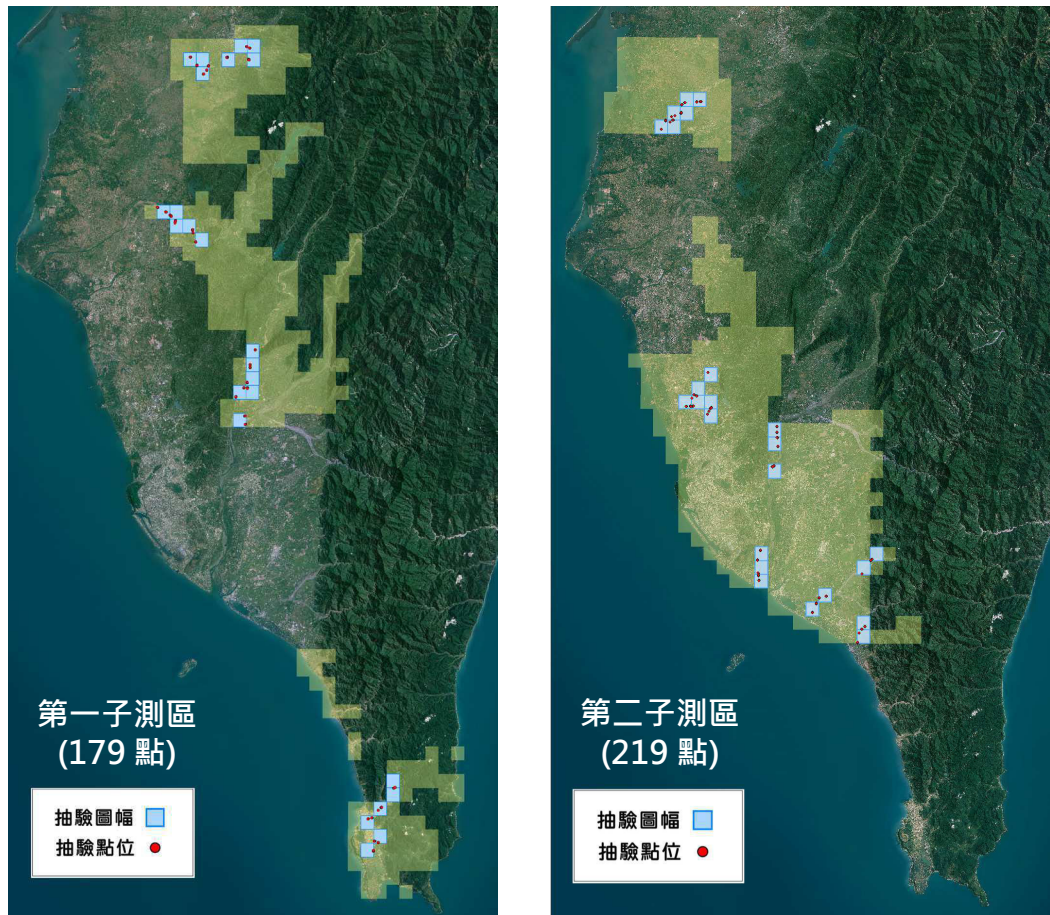 第一子測區
(179 點)
抽驗圖幅
抽驗點位
第二子測區
(219 點)
抽驗圖幅
抽驗點位